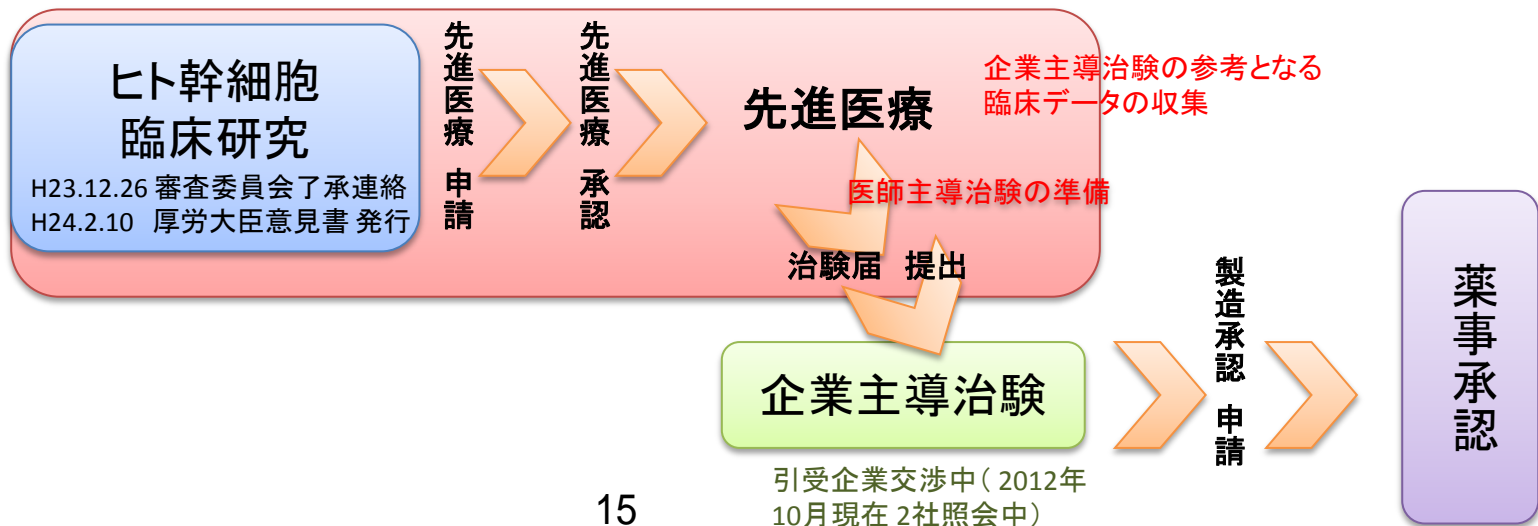 ヒト幹細胞
臨床研究
H23.12.26 審査委員会了承連絡
H24.2.10 厚労大臣意見書 発行
先進医療 申請
先進医療 承認
先進医療
企業主導治験の参考となる
臨床データの収集
医師主導治験の準備
治験届 提出
企業主導治験
引受企業交渉中( 2012年
10月現在 2社照会中)
製造承認 申請
薬事承認
15